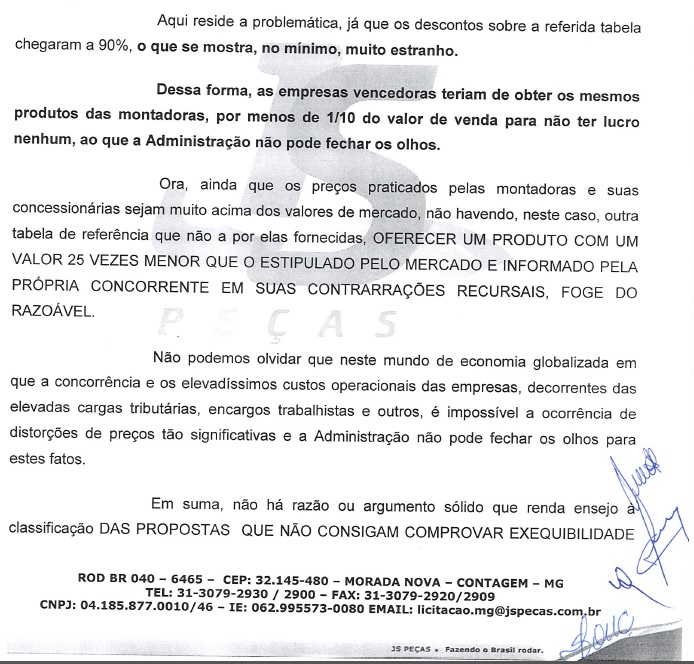 Aqui reside a problemática, já que os descontos sobre a referida tabela
chegaram a 90%, o que se mostra, no mínimo, muito estranho.
Dessa forma, as empresas vencedoras teriam de obter os mesmos
produtos das montadoras, por menos de 1/10 do valor de venda para não ter lucro
nenhum, ao que a Administração não pode fechar os olhos.
Ora, ainda que os preços praticados pelas montadoras e suas
concessionárias sejam muito acima dos valores de mercado, não havendo, neste caso, outra
tabela de referência que não a por elas fornecidas, OFERECER UM PRODUTO COM UM
VALOR 25 VEZES MENOR QUE O ESTIPULADO PELO MERCADO E INFORMADO PELA
PRÓPRIA CONCORRENTE EM SUAS CONTRARRAÇÕES RECURSAIS, FOGE DO
RAZOÁVEL.
PEÇAS
Não podemos olvidar que neste mundo de economia globalizada em
que a concorrência e os elevadíssimos custos operacionais das empresas, decorrentes das
elevadas cargas tributárias, encargos trabalhistas e outros, é impossível a ocorrência de
distorções de preços tão significativas e a Administração não pode fechar os olhos para
estes fatos.
Em suma, não há razão ou argumento sólido que renda ensejo à
classificação DAS PROPOSTAS QUE NÃO CONSIGAM COMPROVAR EXEQUIBILIDADE
ROD BR 040 – 6465 – CEP: 32.145-480 – MORADA NOVA – CONTAGEM – MG
TEL: 31-3079-2930 / 2900 – FAX: 31-3079-2920/2909
CNPJ: 04.185.877.0010/46 – IE: 062.995573-0080 EMAIL: licitacao.mg@jspecas.com.br
JS PEÇAS • Fazendo o Brasil rodar.